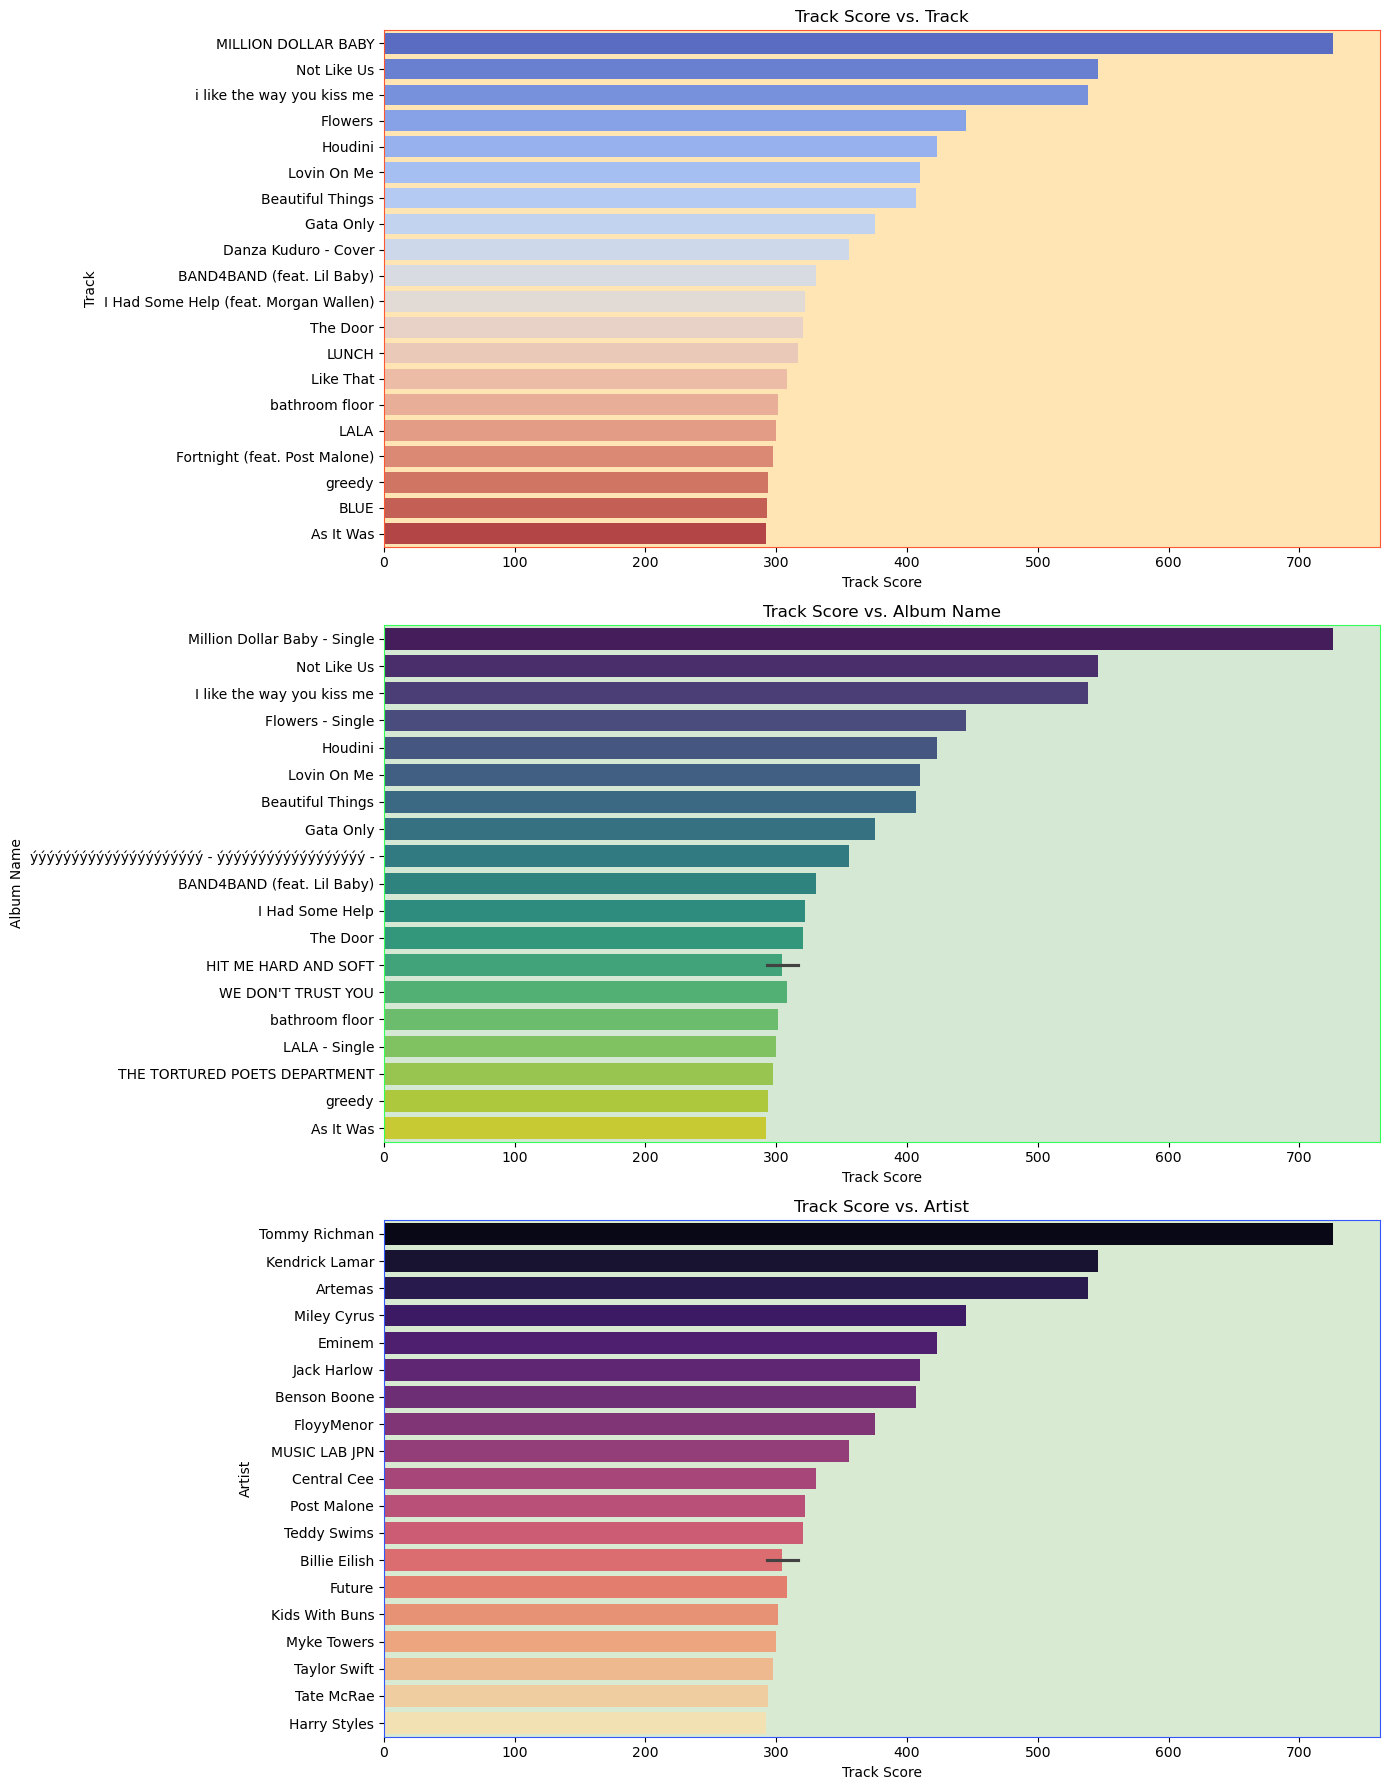 Track Score vs. Track
MILLION DOLLAR BABY
Not Like Us
i like the way you kiss me
Flowers
Houdini
Lovin On Me
Beautiful Things
Gata Only
Danza Kuduro - Cover
BAND4BAND (feat. Lil Baby)
I Had Some Help (feat. Morgan Wallen)
The Door
LUNCH
Like That
bathroom floor
LALA
Fortnight (feat. Post Malone)
greedy
BLUE
As It Was
Track
0 100 200 300 400 500 600 700
Track Score
Track Score vs. Album Name
Million Dollar Baby - Single
Not Like Us
I like the way you kiss me
Flowers - Single
Houdini
Lovin On Me
Beautiful Things
Gata Only
BAND4BAND (feat. Lil Baby)
I Had Some Help
The Door
HIT ME HARD AND SOFT
WE DON'T TRUST YOU
bathroom floor
LALA - Single
THE TORTURED POETS DEPARTMENT
greedy
As It Was
Album Name
0 100 200 300 400 500 600 700
Track Score
Track Score vs. Artist
Tommy Richman
Kendrick Lamar
Artemas
Miley Cyrus
Eminem
Jack Harlow
Benson Boone
FloyyMenor
MUSIC LAB JPN
Central Cee
Post Malone
Teddy Swims
Billie Eilish
Future
Kids With Buns
Myke Towers
Taylor Swift
Tate McRae
Harry Styles
Artist
0 100 200 300 400 500 600 700
Track Score